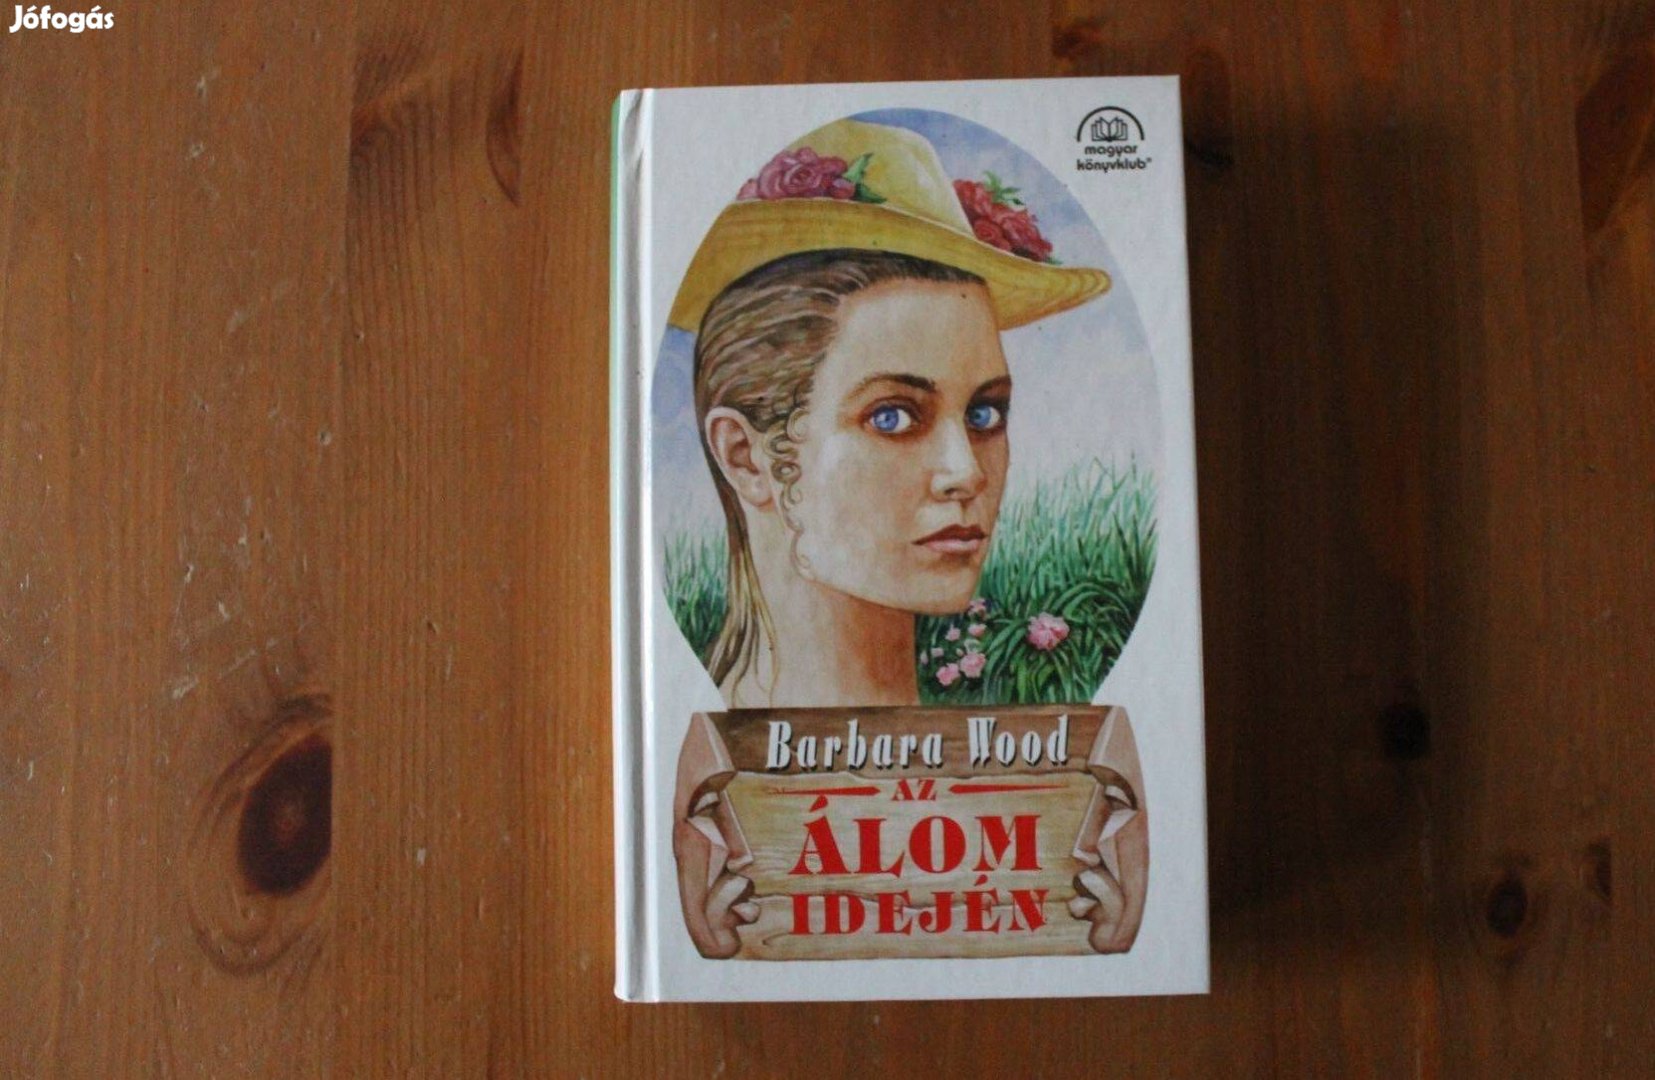 Jófogás
magyar
könyvklub®
Barbara Wood
AZ
ÁLOM
IDEJÉN